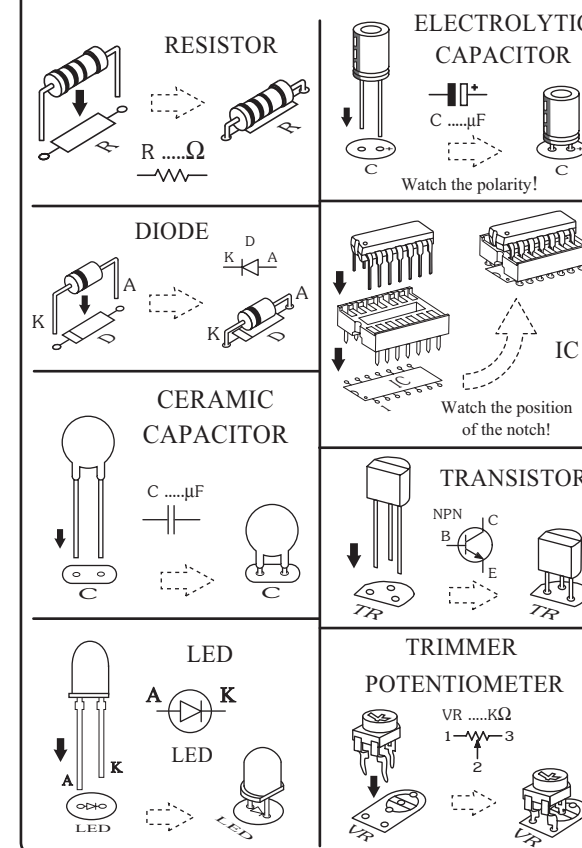 RESISTOR
R
R .....Ω
R
ELECTROLYTIC
CAPACITOR
+
C .....µF
+
C
+
C
Watch the polarity!
DIODE
D
K A
A
K
D
A
K
D
IC
1
IC
Watch the position
of the notch!
CERAMIC
CAPACITOR
C .....µF
C
C
TRANSISTOR
NPN
C
B
E
TR
TR
LED
A K
LED
A
K
LED
LED
TRIMMER
POTENTIOMETER
VR .....KΩ
1 3
2
VR
VR